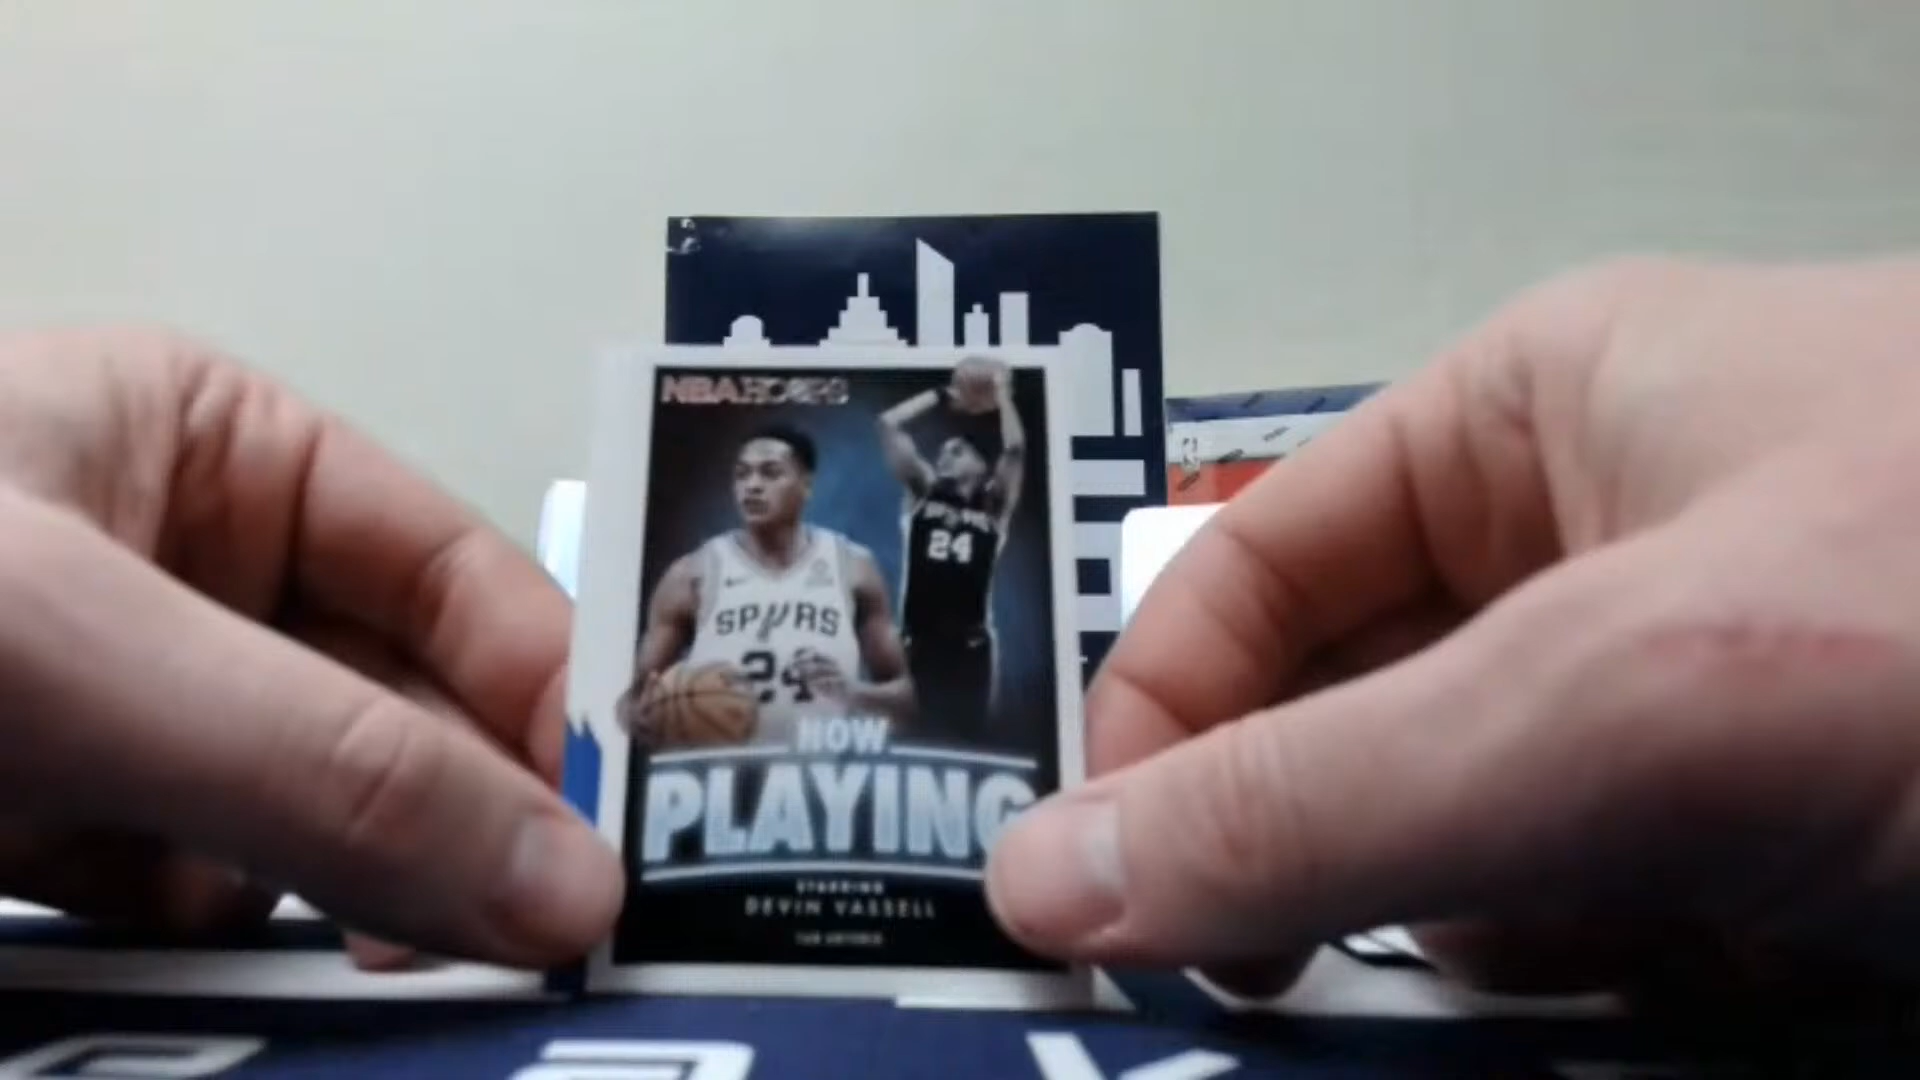 NBA HOOPS
SPURS
24
24
NOW
PLAYING
STARRING
DEVIN VASSELL